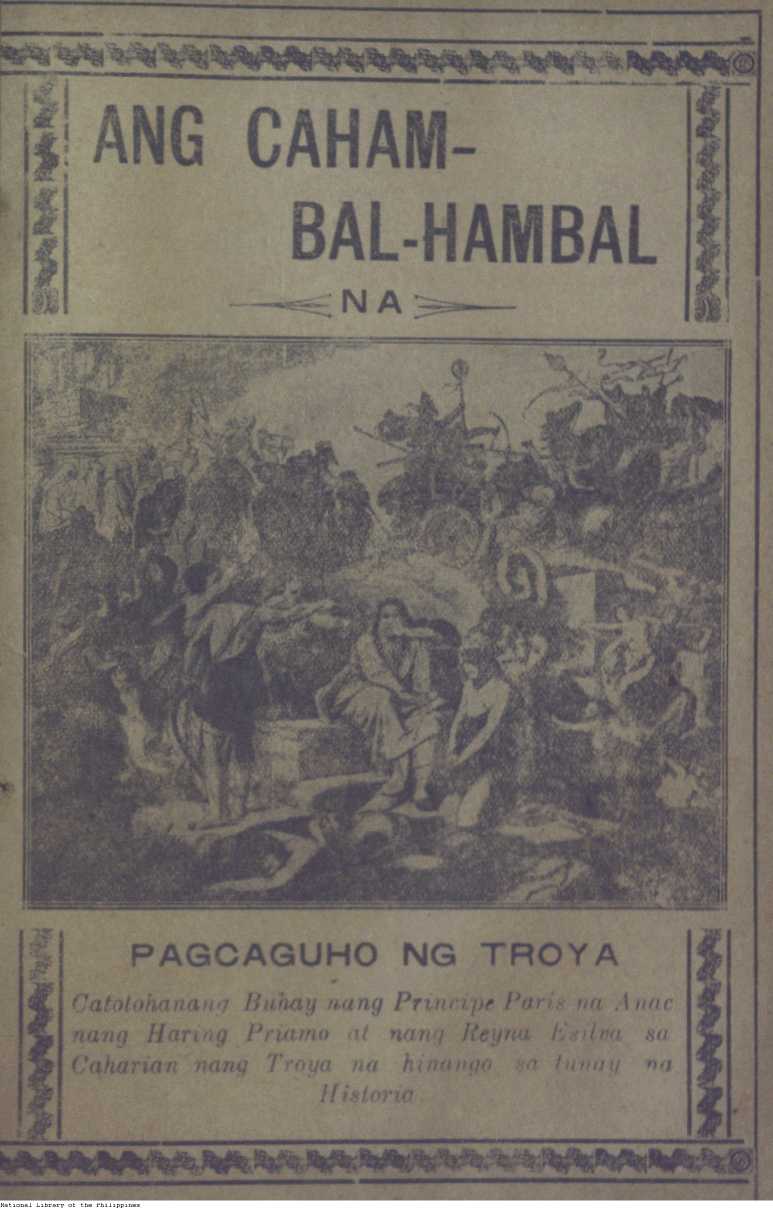 ANG CAHAM-
BAL-HAMBAL
NA
PAGCAGUHO NG TROYA
Catotohanang Buhay nang Principe Paris na Anac
nang Haring Priamo at nang Reyna sa
Caharian nang Troya na hinango sa tunay na
Historia
National Library of the Philippines